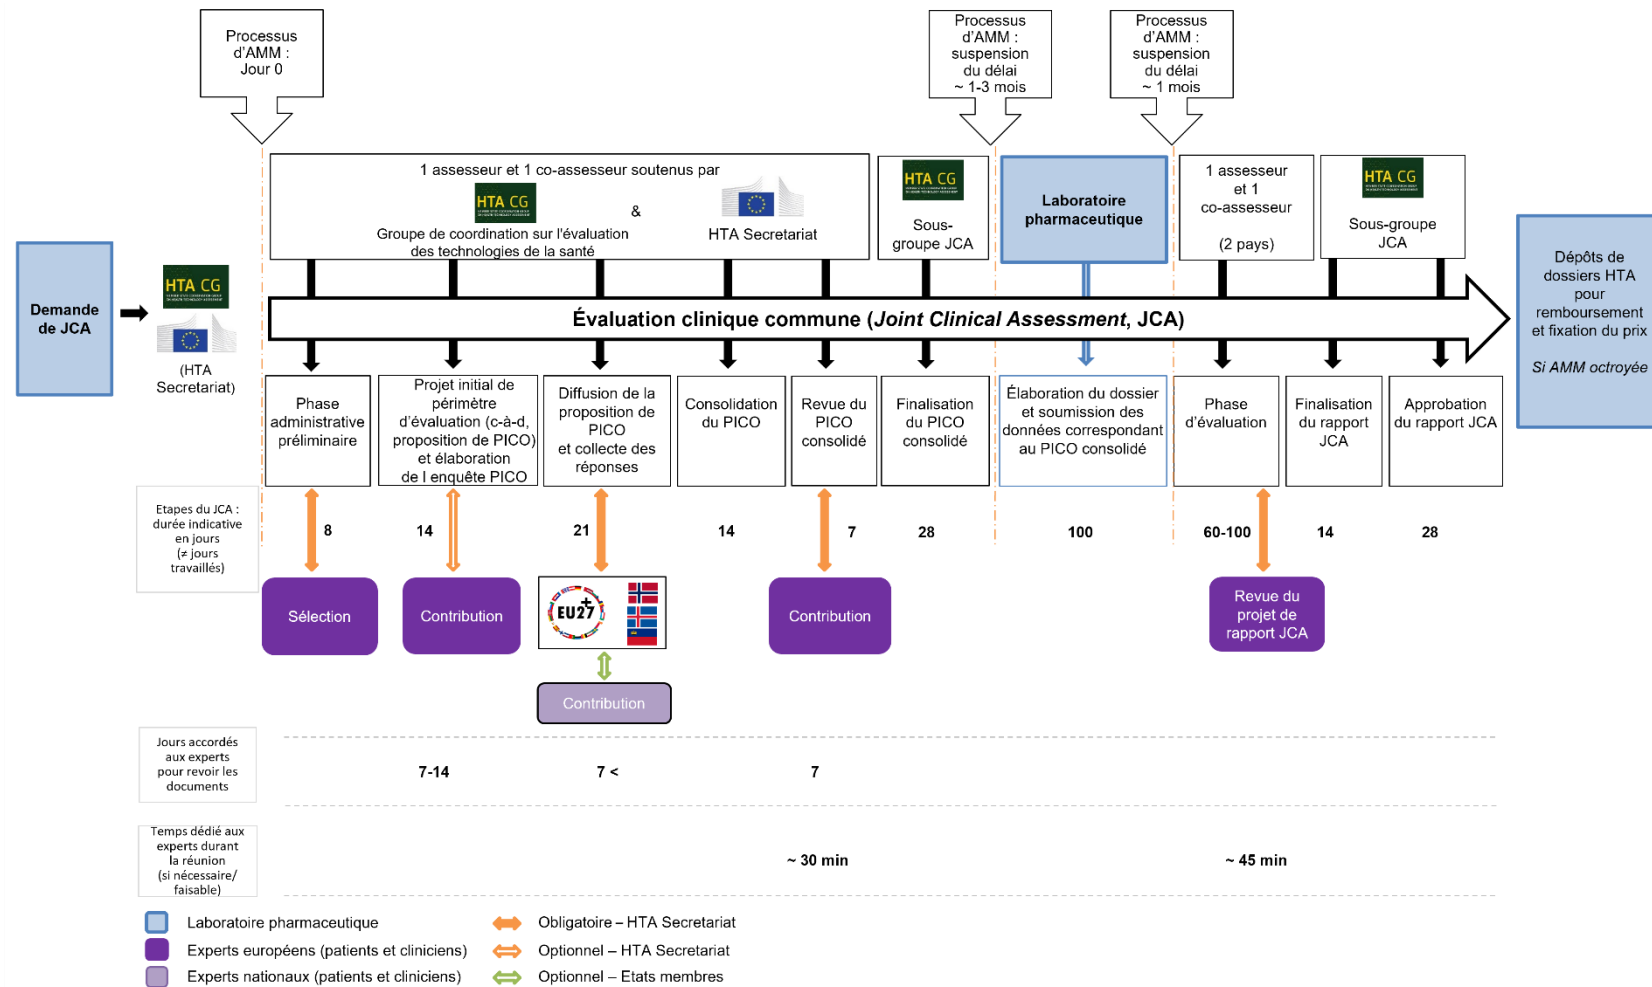 Processus
d'AMM :
Jour 0
Processus
d'AMM :
suspension
du délai
~ 1-3 mois
Processus
d'AMM :
suspension
du délai
~ 1 mois
1 assesseur et 1 co-assesseur soutenus par
HTA CG
&
Groupe de coordination sur l'évaluation
des technologies de la santé
HTA Secretariat
HTA CG
Sous-
groupe JCA
Laboratoire
pharmaceutique
1 assesseur
et 1
co-assesseur
(2 pays)
HTA CG
Sous-groupe
JCA
Demande
de JCA
HTA CG
(HTA
Secretariat)
Évaluation clinique commune (Joint Clinical Assessment, JCA)
Dépôts de
dossiers HTA
pour
remboursement
et fixation du prix
Si AMM octroyée
Phase
administrative
préliminaire
Projet initial de
périmètre
d'évaluation (c-à-d,
proposition de PICO)
et élaboration
de l enquête PICO
Diffusion de la
proposition de
PICO
et collecte des
réponses
Consolidation
du PICO
Revue du
PICO
consolidé
Finalisation
du PICO
consolidé
Élaboration du dossier
et soumission des
données correspondant
au PICO consolidé
Phase
d'évaluation
Finalisation
du rapport
JCA
Approbation
du rapport JCA
Etapes du JCA :
durée indicative
en jours
(≠ jours
travaillés)
8
14
21
14
7
28
100
60-100
14
28
Sélection
Contribution
EU27
+
Contribution
Revue du
projet de
rapport JCA
Contribution
Jours accordés
aux experts
pour revoir les
documents
7-14
7 <
7
Temps dédié aux
experts durant
la réunion
(si nécessaire/
faisable)
~ 30 min
~ 45 min
Laboratoire pharmaceutique
Obligatoire – HTA Secretariat
Experts européens (patients et cliniciens)
Optionnel – HTA Secretariat
Experts nationaux (patients et cliniciens)
Optionnel – Etats membres